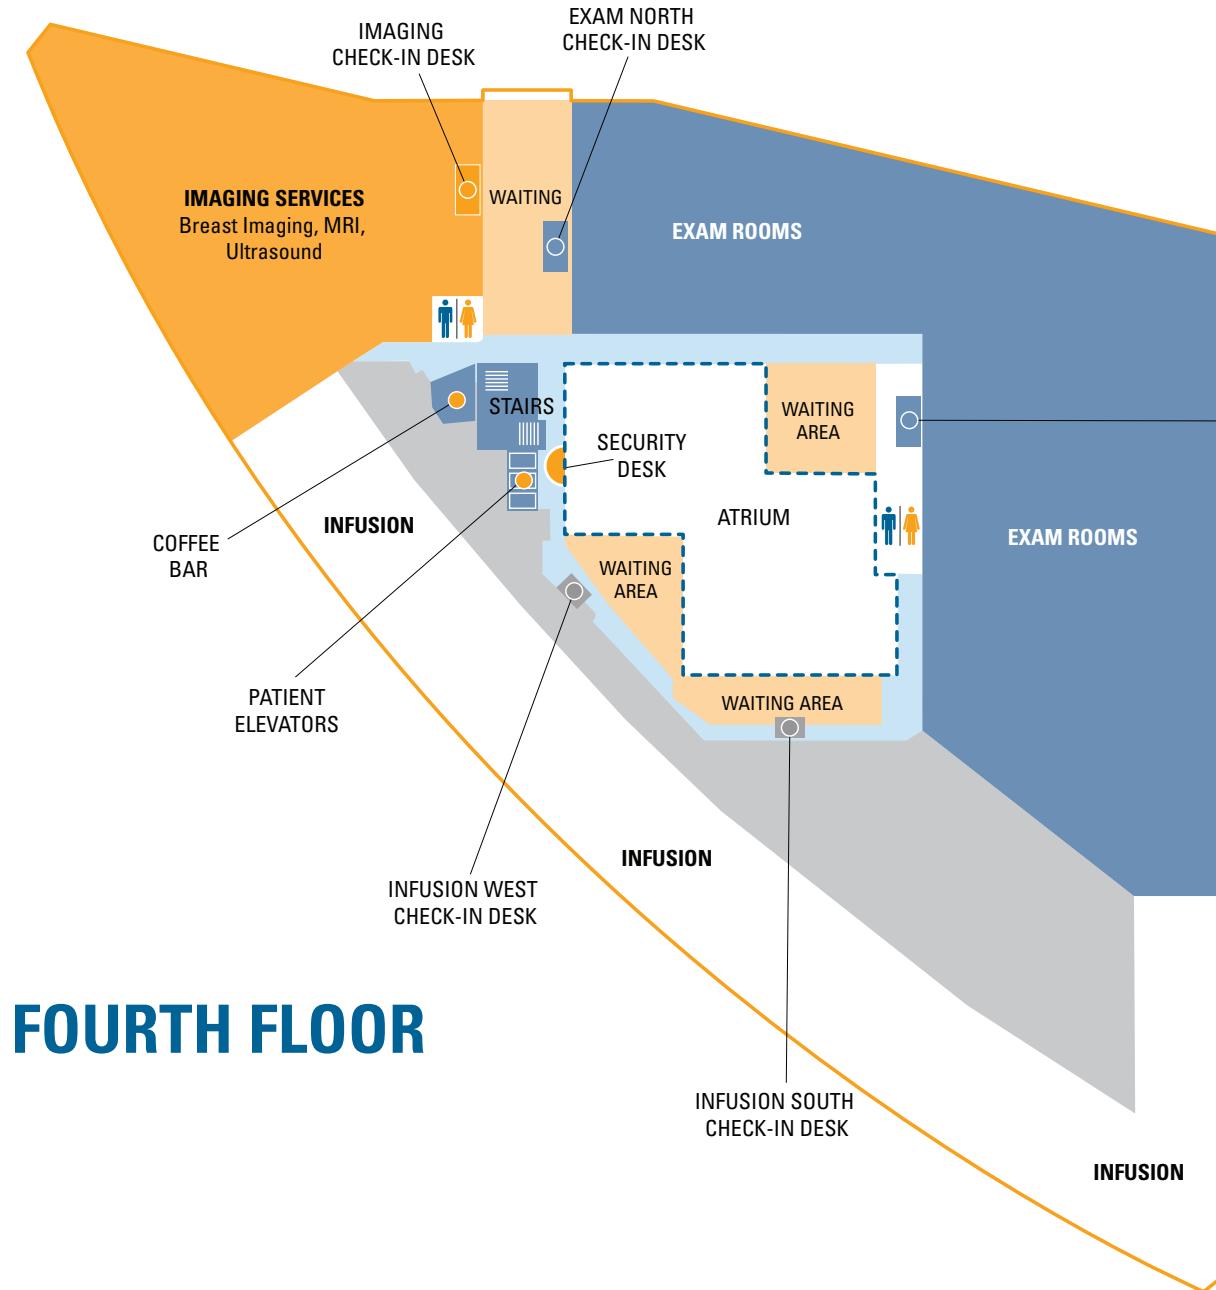 IMAGING
CHECK-IN DESK
EXAM NORTH
CHECK-IN DESK
IMAGING SERVICES
Breast Imaging, MRI,
Ultrasound
WAITING
EXAM ROOMS
STAIRS
WAITING
AREA
SECURITY
DESK
ATRIUM
INFUSION
EXAM ROOMS
COFFEE
BAR
WAITING
AREA
PATIENT
ELEVATORS
WAITING AREA
INFUSION
INFUSION WEST
CHECK-IN DESK
FOURTH FLOOR
INFUSION SOUTH
CHECK-IN DESK
INFUSION